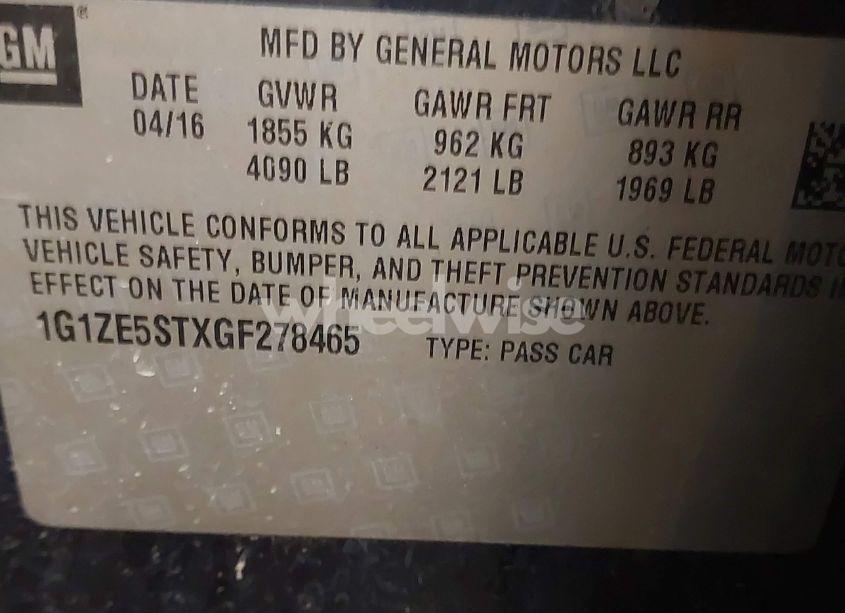 GM®
MFD BY GENERAL MOTORS LLC
DATE GVWR GAWR FRT GAWR RR
04/16 1855 KG 962 KG 893 KG
4090 LB 2121 LB 1969 LB
THIS VEHICLE CONFORMS TO ALL APPLICABLE U.S. FEDERAL MOTO
VEHICLE SAFETY, BUMPER, AND THEFT PREVENTION STANDARDS IN
EFFECT ON THE DATE OF MANUFACTURE SHOWN ABOVE.
wheelwise
1G1ZE5STXGF278465 TYPE: PASS CAR